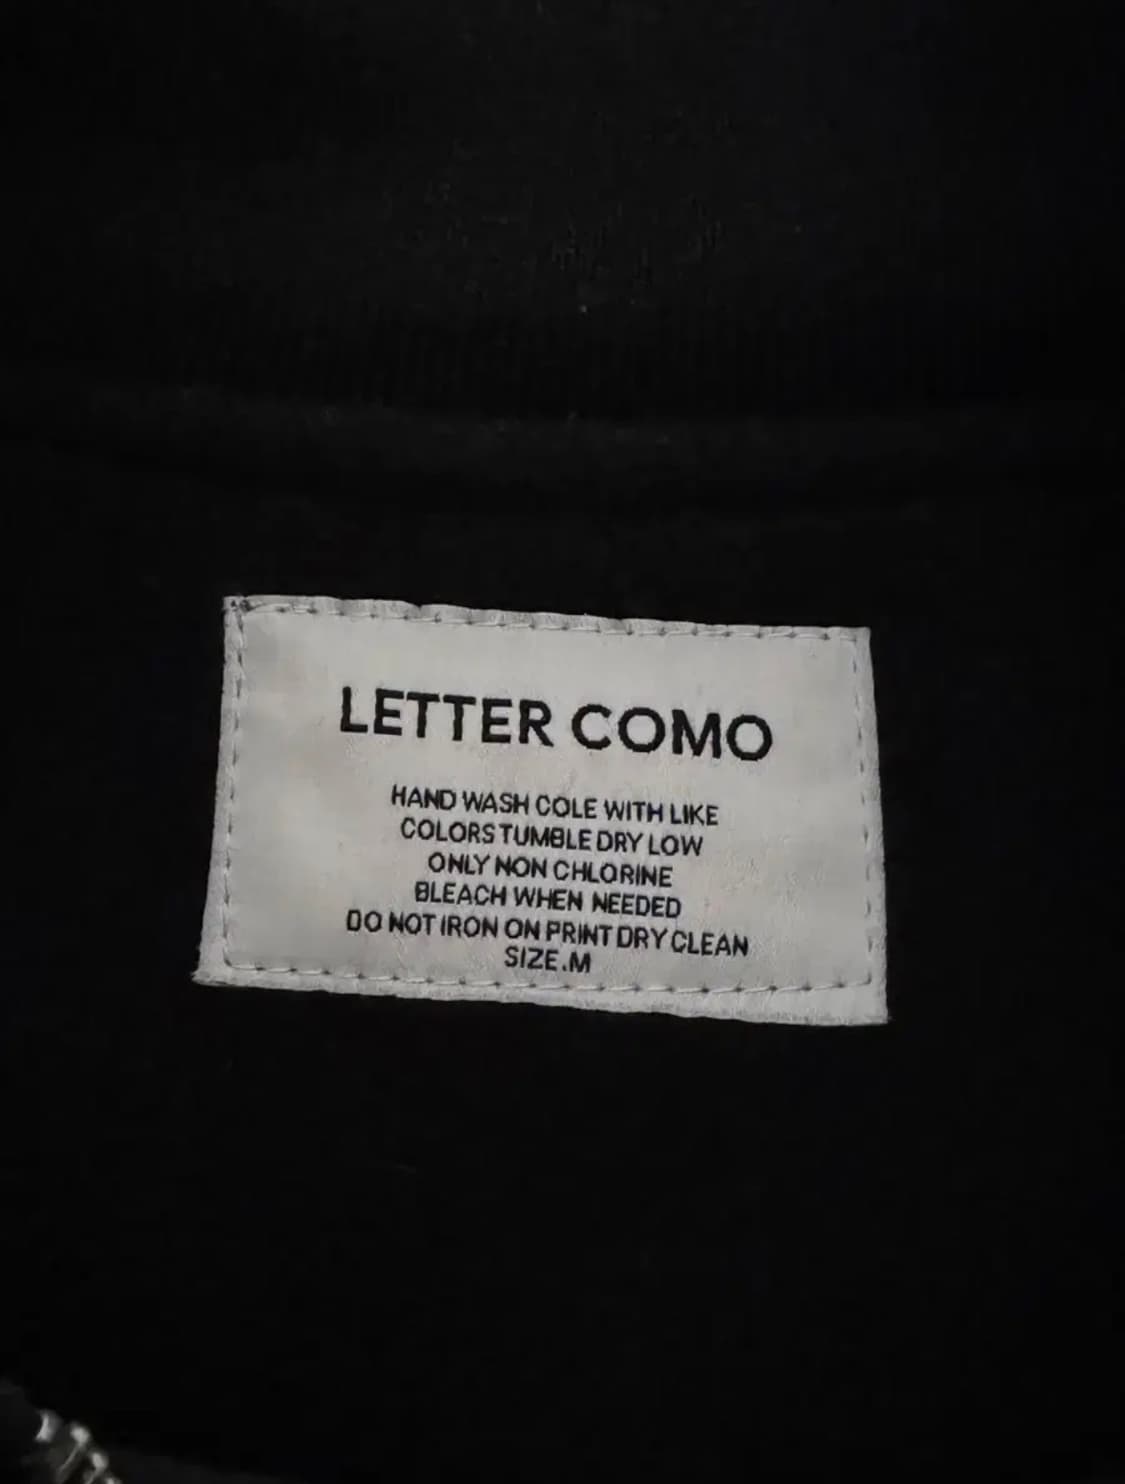 LETTER COMO
HAND WASH COLE WITH LIKE
COLORS TUMBLE DRY LOW
ONLY NON CHLORINE
BLEACH WHEN NEEDED
DO NOT IRON ON PRINT DRY CLEAN
SIZE.M